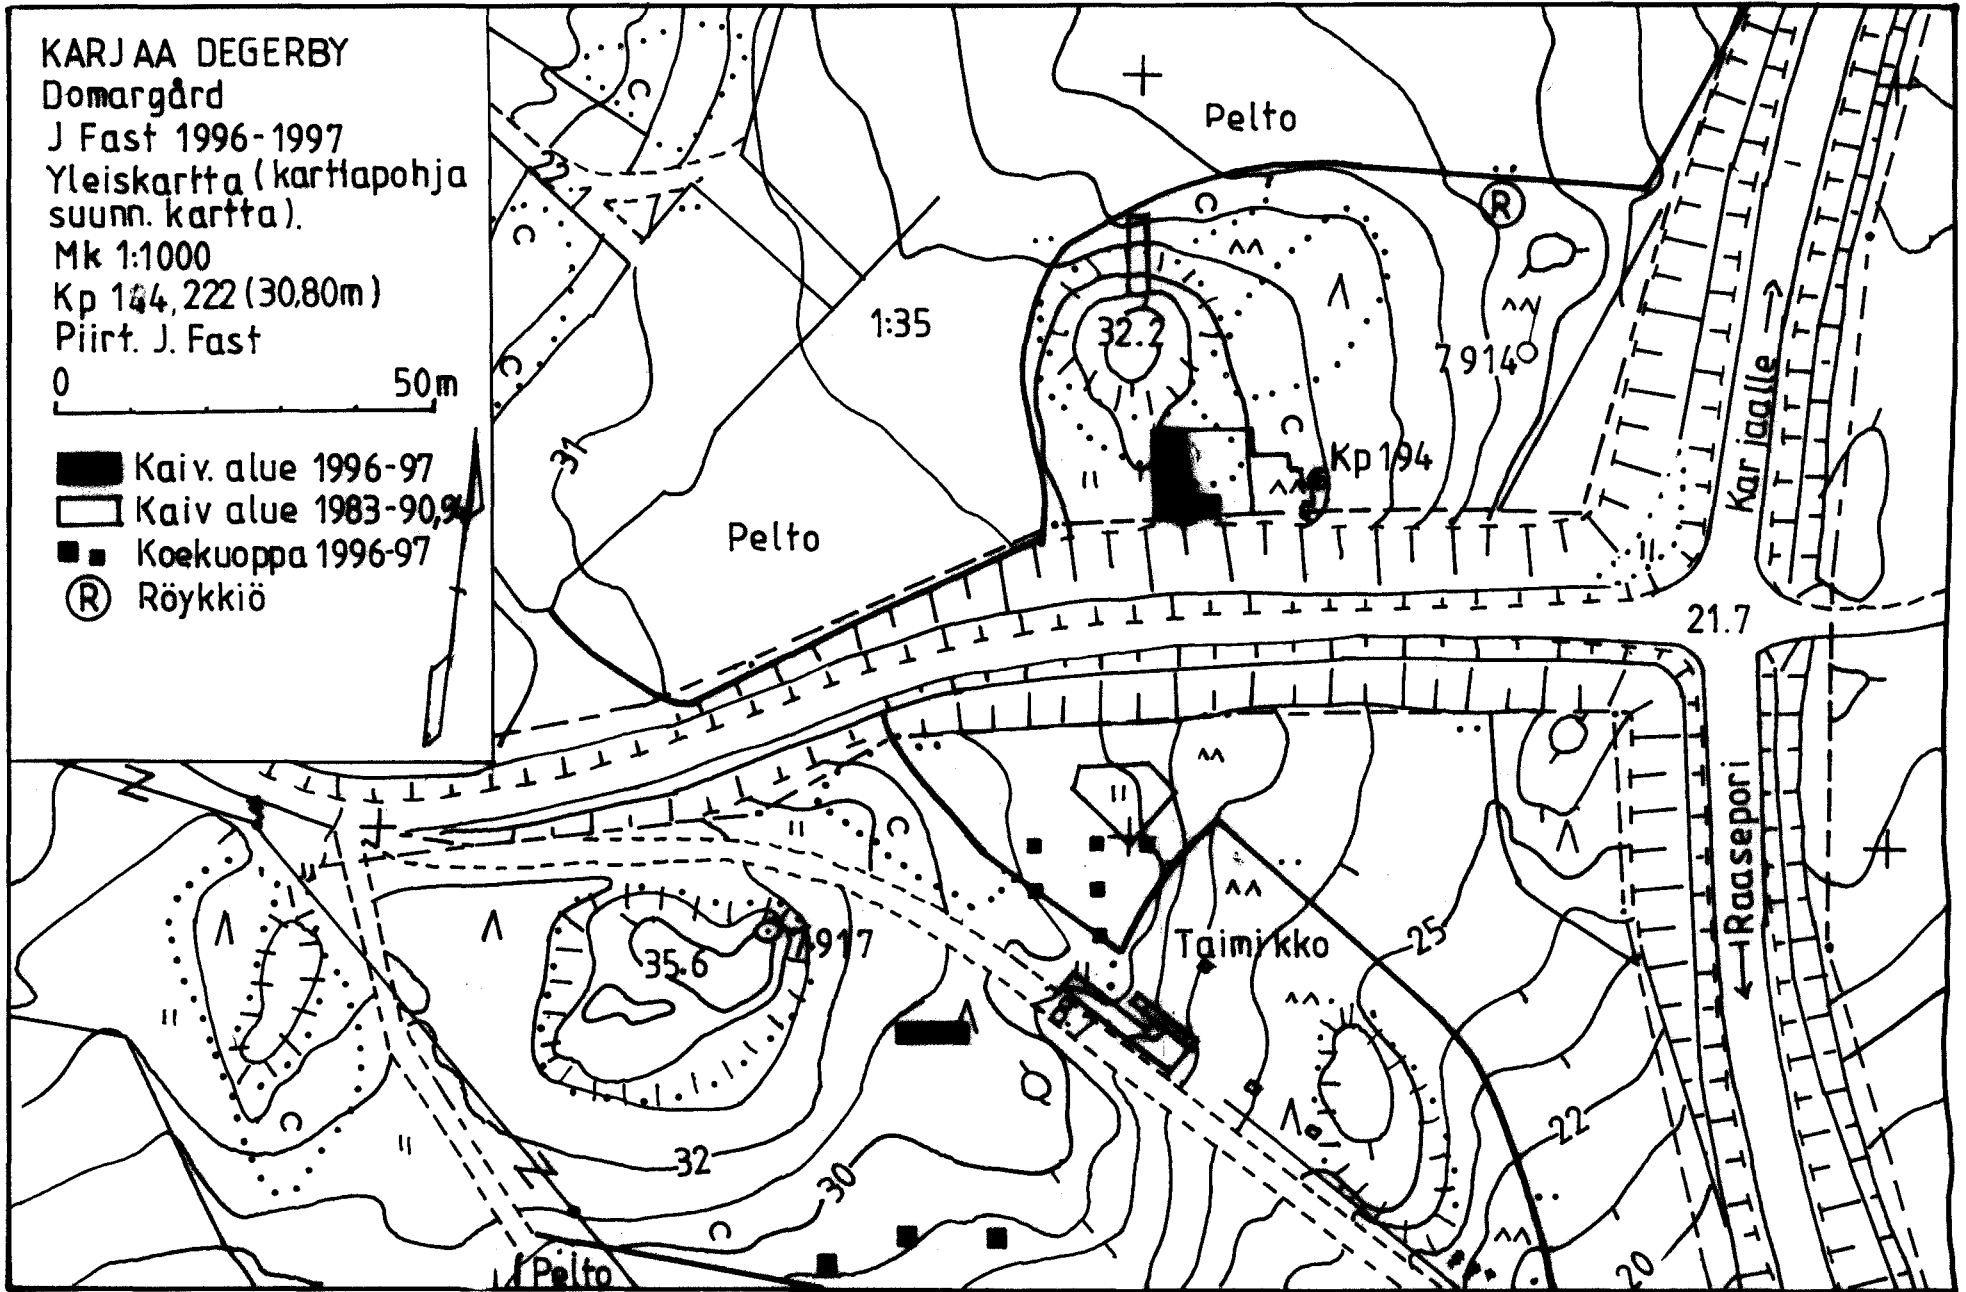 KARJAA DEGERBY
Domargård
J Fast 1996-1997
Yleiskartta (karttapohja
suunn. kartta).
Mk 1:1000
Kp 144, 222 (30,80m)
Piirt. J. Fast
0 50m
Kaiv. alue 1996-97
Kaiv alue 1983-90,94
Koekuoppa 1996-97
R Röykkiö
Pelto
R
32.2
1:35
7914
Karjaalle
31
Kp 194
Pelto
21.7
Raasepori
Taimikko
25
7917
35.6
22
32
30
20
Pelto